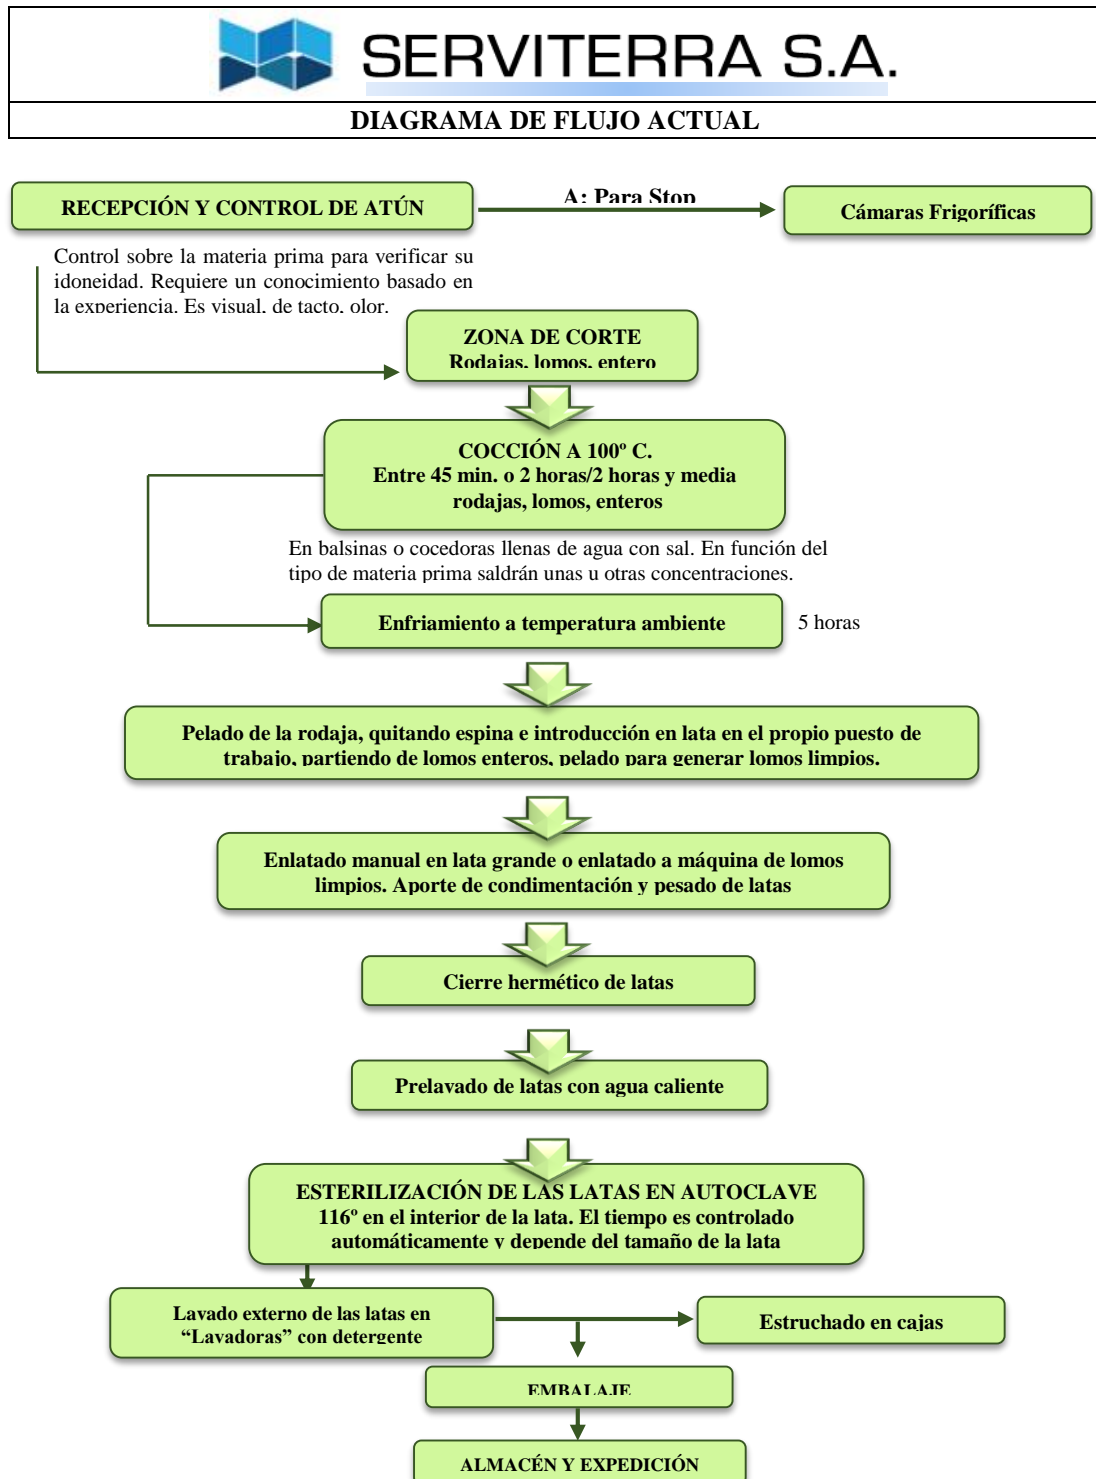 SERVITERRA S.A.
DIAGRAMA DE FLUJO ACTUAL
RECEPCIÓN Y CONTROL DE ATÚN
A: Para Stop
Cámaras Frigoríficas
Control sobre la materia prima para verificar su
idoneidad. Requiere un conocimiento basado en
la experiencia. Es visual, de tacto, olor.
ZONA DE CORTE
Rodajas, lomos, entero
COCCIÓN A 100º C.
Entre 45 min. o 2 horas/2 horas y media
rodajas, lomos, enteros
En balsinas o cocedoras llenas de agua con sal. En función del
tipo de materia prima saldrán unas u otras concentraciones.
Enfriamiento a temperatura ambiente
5 horas
Pelado de la rodaja, quitando espina e introducción en lata en el propio puesto de
trabajo, partiendo de lomos enteros, pelado para generar lomos limpios.
Enlatado manual en lata grande o enlatado a máquina de lomos
limpios. Aporte de condimentación y pesado de latas
Cierre hermético de latas
Prelavado de latas con agua caliente
ESTERILIZACIÓN DE LAS LATAS EN AUTOCLAVE
116º en el interior de la lata. El tiempo es controlado
automáticamente y depende del tamaño de la lata
Lavado externo de las latas en
“Lavadoras” con detergente
Estruchado en cajas
EMBALAJE
ALMACÉN Y EXPEDICIÓN